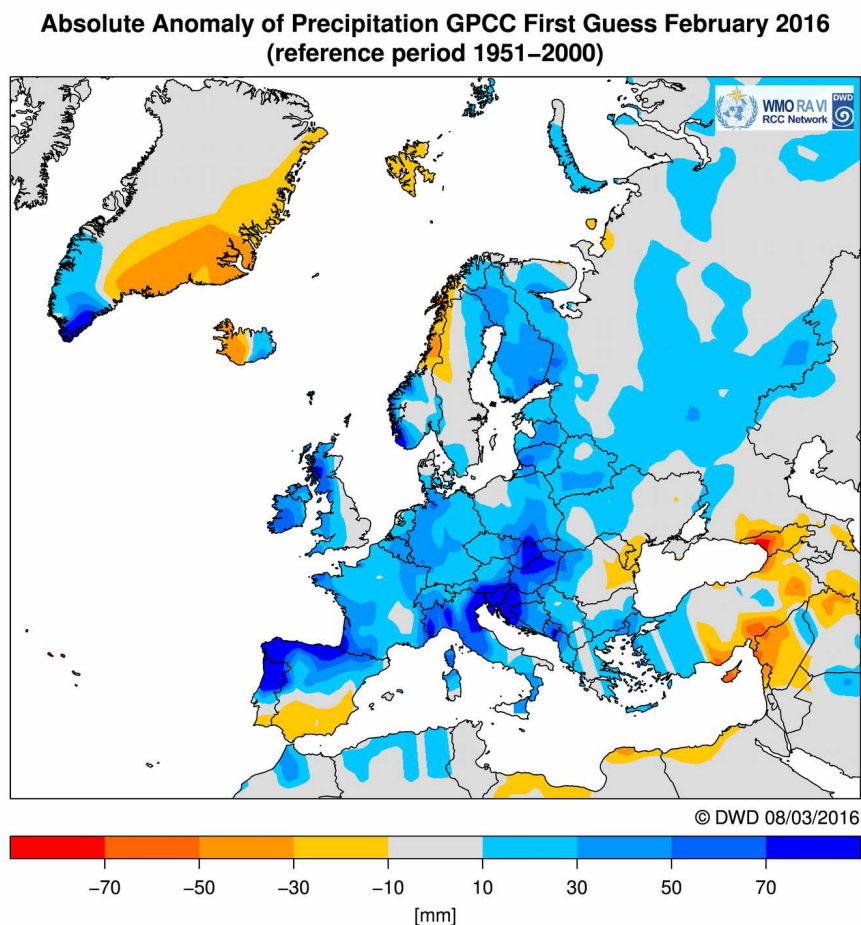 Absolute Anomaly of Precipitation GPCC First Guess February 2016
(reference period 1951−2000)
WMO RA VI
RCC Network
DWD
© DWD 08/03/2016
−70 −50 −30 −10 10 30 50 70
[mm]